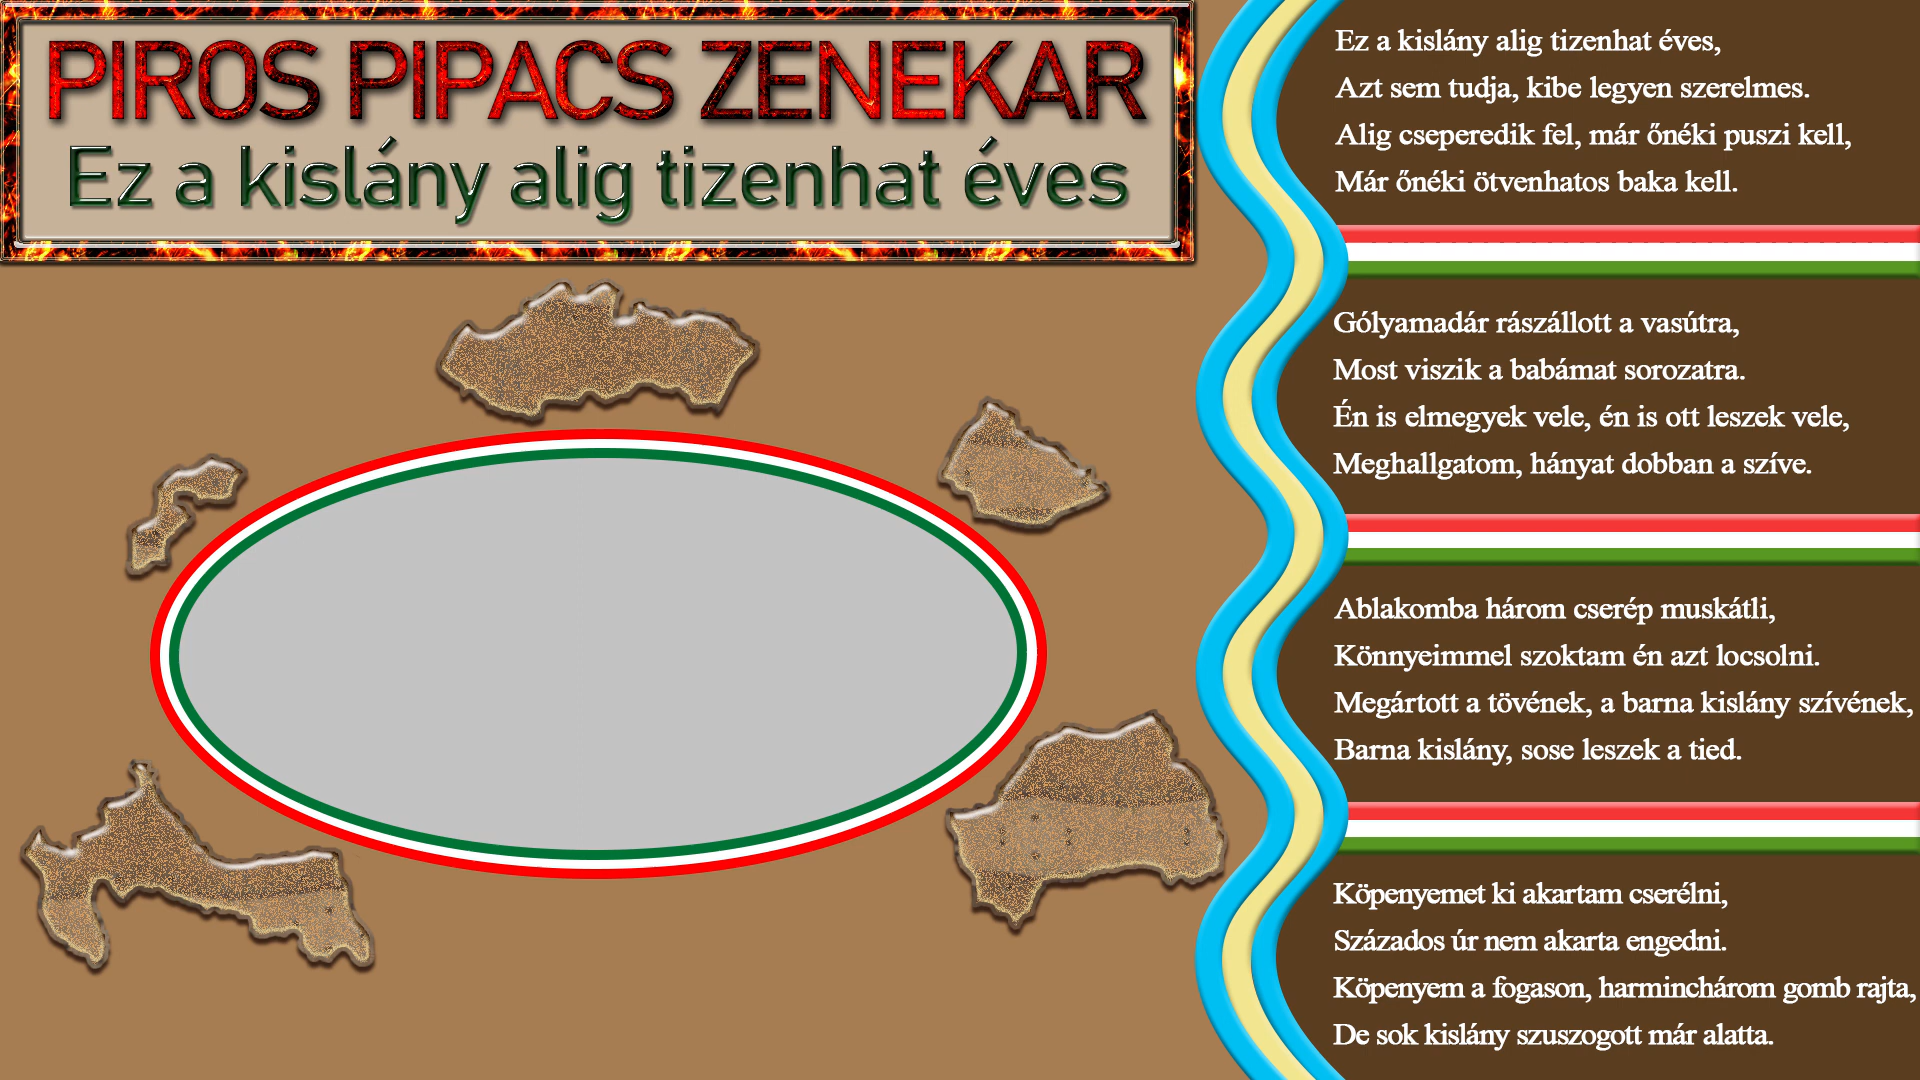 PIROS PIPACS ZENEKAR
Ez a kislány alig tizenhat éves
Ez a kislány alig tizenhat éves,
Azt sem tudja, kibe legyen szerelmes.
Alig cseperedik fel, már őnéki puszi kell,
Már őnéki ötvenhatos baka kell.
Gólyamadár rászállott a vasútra,
Most viszik a babámat sorozatra.
Én is elmegyek vele, én is ott leszek vele,
Meghallgatom, hányat dobban a szíve.
Ablakomba három cserép muskátli,
Könnyeimmel szoktam én azt locsolni.
Megártott a tövének, a barna kislány szívének,
Barna kislány, sose leszek a tied.
Köpenyemet ki akartam cserélni,
Százados úr nem akarta engedni.
Köpenyem a fogason, harminchárom gomb rajta,
De sok kislány szuszogott már alatta.